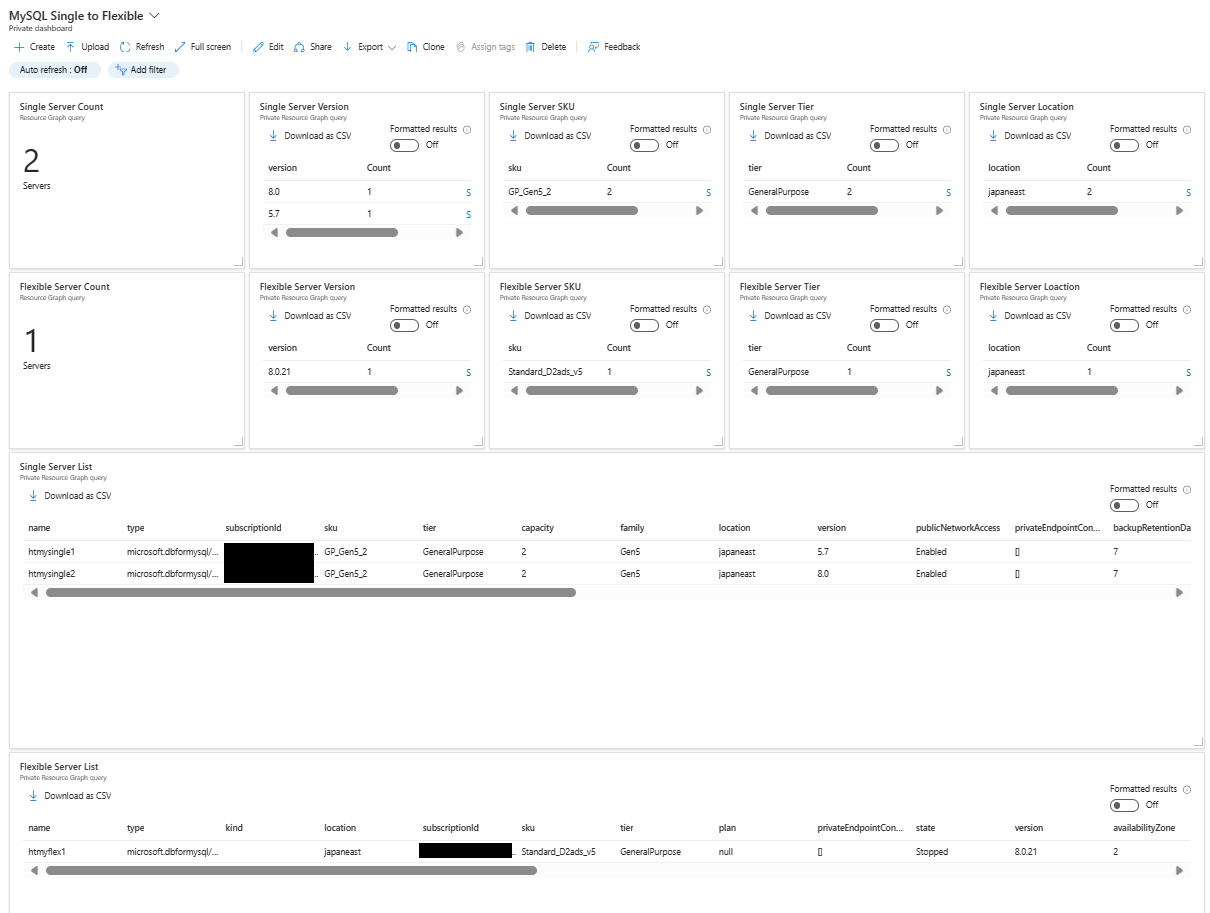 MySQL Single to Flexible
Private dashboard
Create Upload Refresh Full screen Edit Share Export Clone Assign tags Delete Feedback
Auto refresh : Off Add filter
Single Server Count
Resource Graph query
2
Servers
Single Server Version
Private Resource Graph query
Download as CSV Formatted results Off
version Count
8.0 1 S
5.7 1 S
Single Server SKU
Private Resource Graph query
Download as CSV Formatted results Off
sku Count
GP_Gen5_2 2 S
Single Server Tier
Private Resource Graph query
Download as CSV Formatted results Off
tier Count
GeneralPurpose 2 S
Single Server Location
Private Resource Graph query
Download as CSV Formatted results Off
location Count
japaneast 2 S
Flexible Server Count
Resource Graph query
1
Servers
Flexible Server Version
Private Resource Graph query
Download as CSV Formatted results Off
version Count
8.0.21 1 S
Flexible Server SKU
Private Resource Graph query
Download as CSV Formatted results Off
sku Count
Standard_D2ads_v5 1 S
Flexible Server Tier
Private Resource Graph query
Download as CSV Formatted results Off
tier Count
GeneralPurpose 1 S
Flexible Server Loaction
Private Resource Graph query
Download as CSV Formatted results Off
location Count
japaneast 1 S
Single Server List
Private Resource Graph query
Download as CSV Formatted results Off
name type subscriptionId sku tier capacity family location version publicNetworkAccess privateEndpointCon... backupRetentionDa
htmysingle1 microsoft.dbformysql/... ... GP_Gen5_2 GeneralPurpose 2 Gen5 japaneast 5.7 Enabled [] 7
htmysingle2 microsoft.dbformysql/... ... GP_Gen5_2 GeneralPurpose 2 Gen5 japaneast 8.0 Enabled [] 7
Flexible Server List
Private Resource Graph query
Download as CSV Formatted results Off
name type kind location subscriptionId sku tier plan privateEndpointCon... state version availabilityZone
htmyflex1 microsoft.dbformysql/... japaneast ... Standard_D2ads_v5 GeneralPurpose null [] Stopped 8.0.21 2